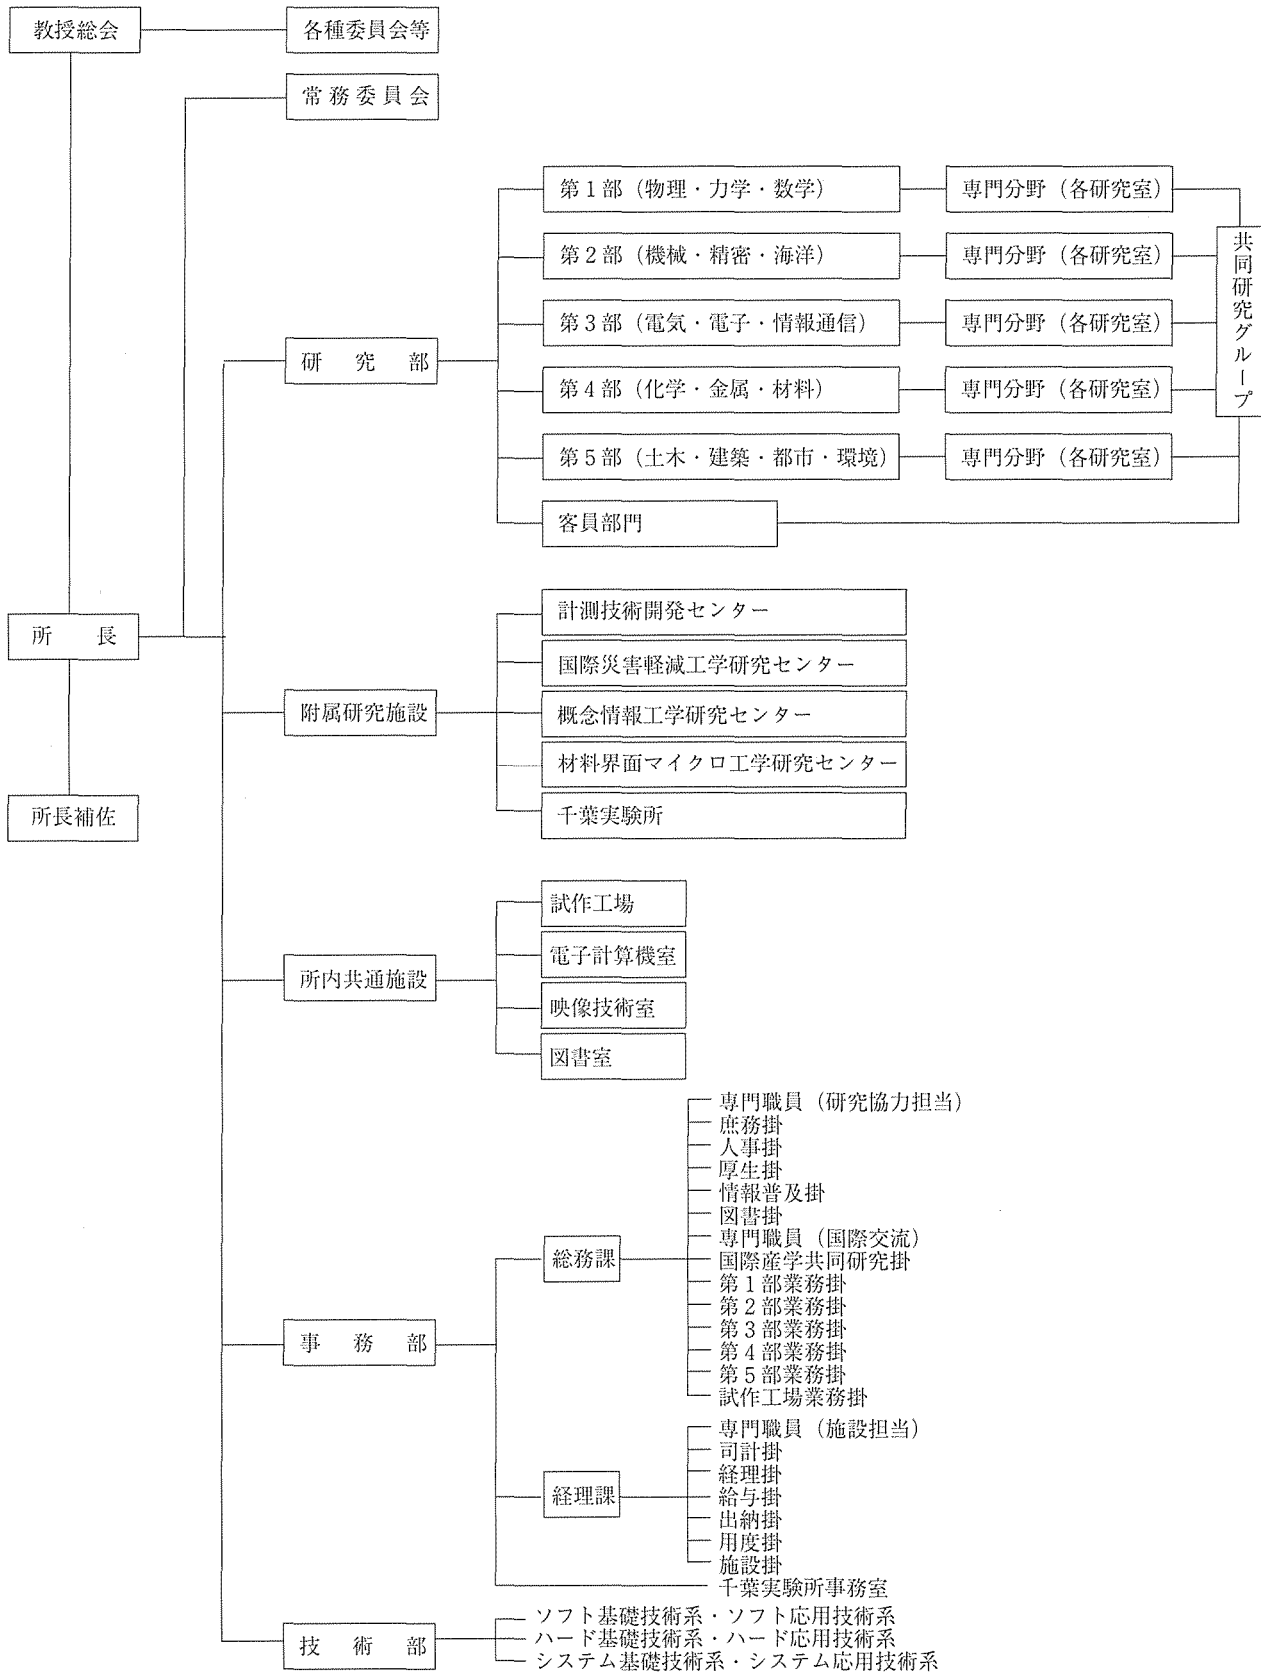 教授総会
各種委員会等
常務委員会
第1部（物理・力学・数学）
専門分野（各研究室）
第2部（機械・精密・海洋）
専門分野（各研究室）
共同研究グループ
第3部（電気・電子・情報通信）
専門分野（各研究室）
研究部
第4部（化学・金属・材料）
専門分野（各研究室）
第5部（土木・建築・都市・環境）
専門分野（各研究室）
客員部門
所長
計測技術開発センター
国際災害軽減工学研究センター
附属研究施設
概念情報工学研究センター
材料界面マイクロ工学研究センター
千葉実験所
所長補佐
試作工場
電子計算機室
所内共通施設
映像技術室
図書室
専門職員（研究協力担当）
庶務掛
人事掛
厚生掛
情報普及掛
図書掛
専門職員（国際交流）
総務課
国際産学共同研究掛
第1部業務掛
第2部業務掛
第3部業務掛
事務部
第4部業務掛
第5部業務掛
試作工場業務掛
専門職員（施設担当）
司計掛
経理掛
経理課
給与掛
出納掛
用度掛
施設掛
千葉実験所事務室
技術部
ソフト基礎技術系・ソフト応用技術系
ハード基礎技術系・ハード応用技術系
システム基礎技術系・システム応用技術系